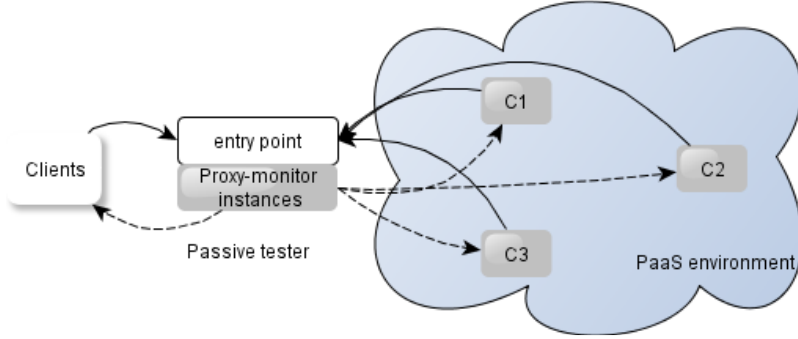 Clients
entry point
Proxy-monitor
instances
Passive tester
C1
C2
C3
PaaS environment